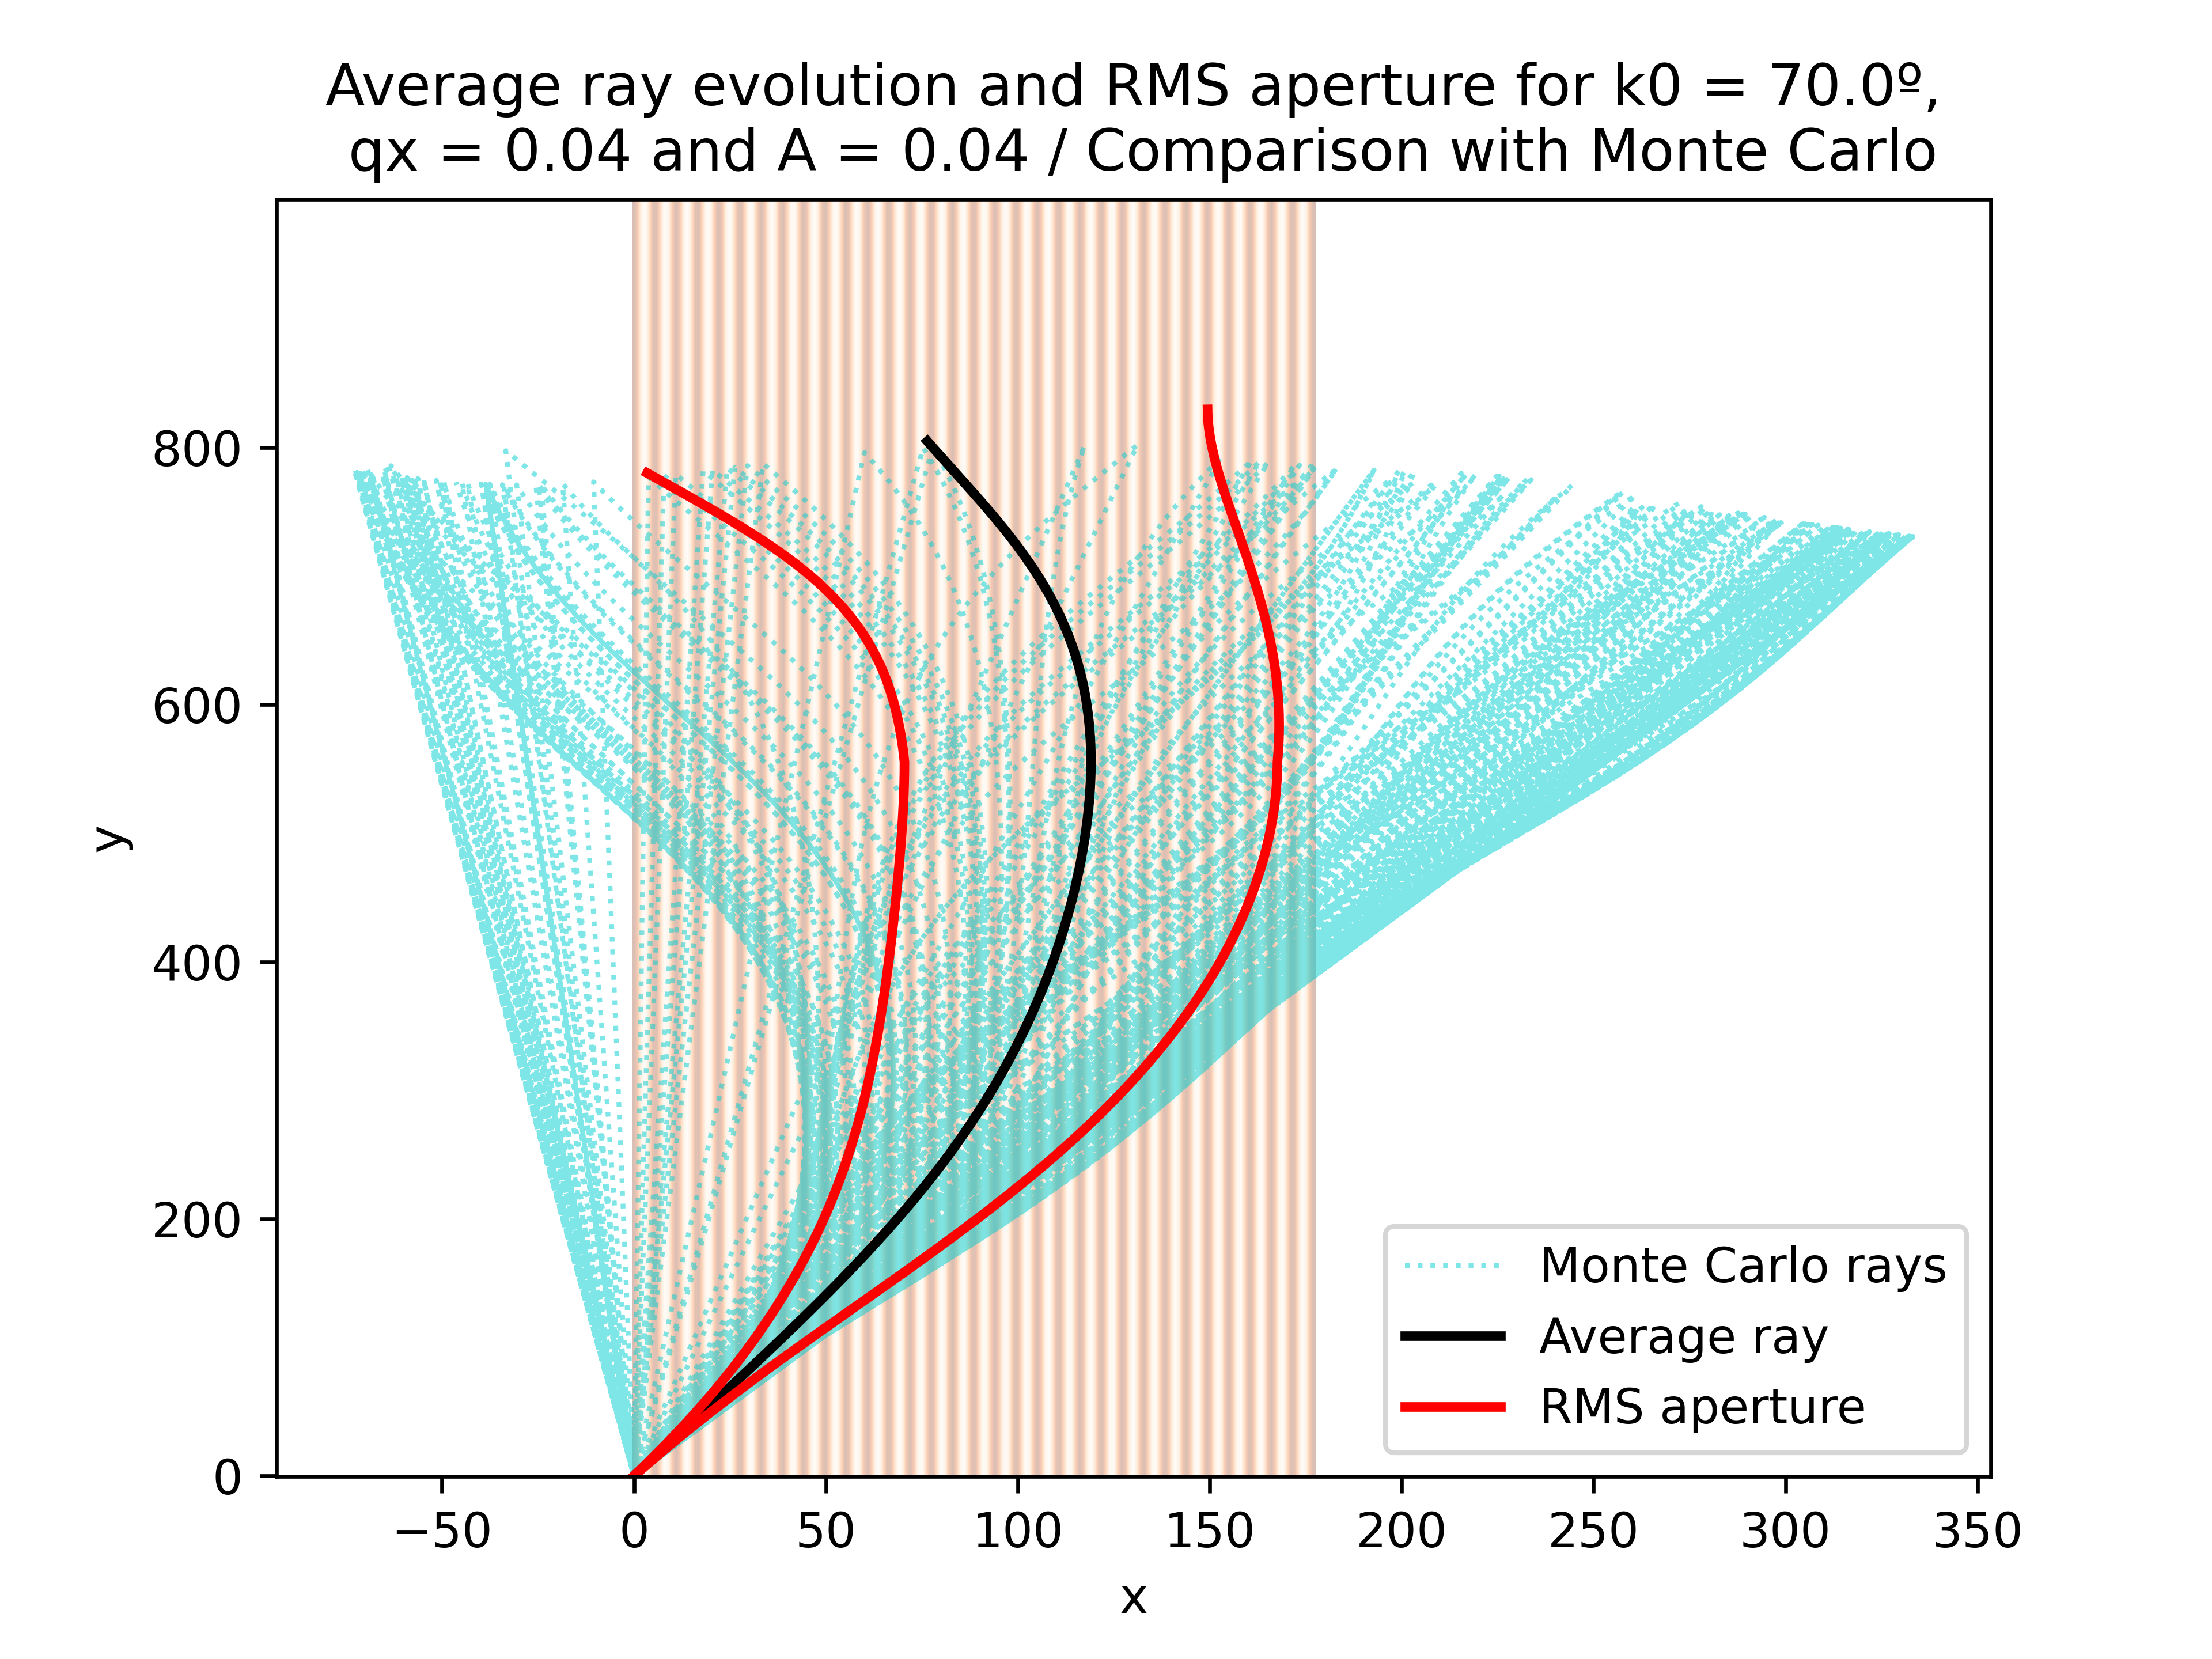 Average ray evolution and RMS aperture for k0 = 70.0º,
qx = 0.04 and A = 0.04 / Comparison with Monte Carlo
y
800
600
400
200
0
−50 0 50 100 150 200 250 300 350
x
Monte Carlo rays
Average ray
RMS aperture